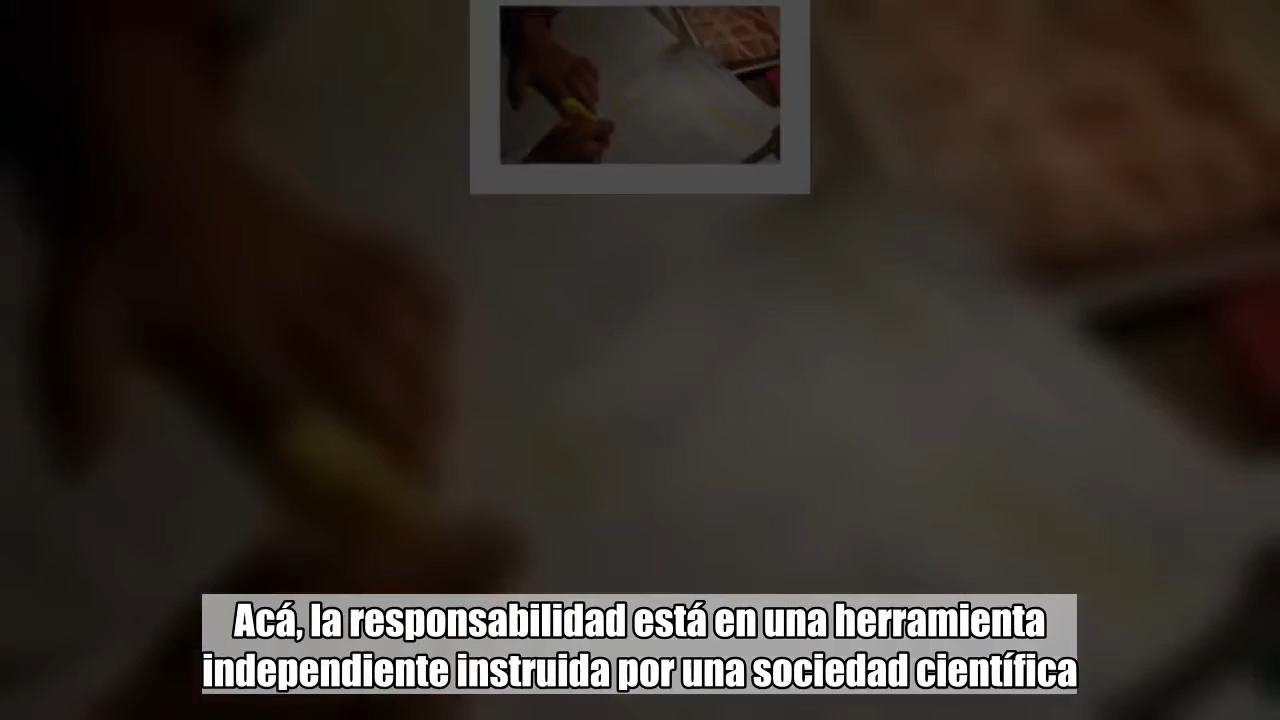 Acá, la responsabilidad está en una herramienta
independiente instruida por una sociedad científica